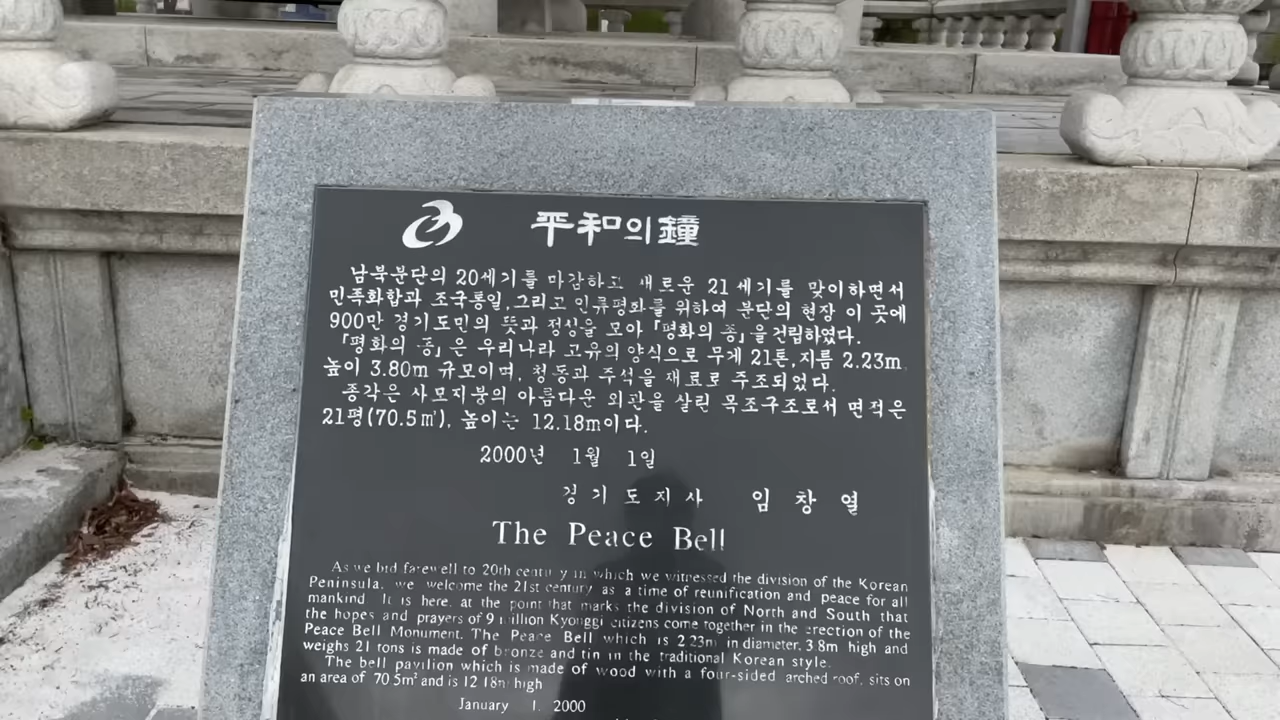 平和의鐘
남북분단의 20세기를 마감하고 새로운 21세기를 맞이하면서
민족화합과 조국통일, 그리고 인류평화를 위하여 분단의 현장 이 곳에
900만 경기도민의 뜻과 정성을 모아 「평화의 종」을 건립하였다.
「평화의 종」은 우리나라 고유의 양식으로 무게 21톤, 지름 2.23m,
높이 3.80m 규모이며, 청동과 주석을 재료로 주조되었다.
종각은 사모지붕의 아름다운 외관을 살린 목조구조로서 면적은
21평(70.5㎡), 높이는 12.18m이다.
2000년 1월 1일
경기도지사 임창열
The Peace Bell
As we bid farewell to 20th century in which we witnessed the division of the Korean
Peninsula, we welcome the 21st century as a time of reunification and peace for all
mankind. It is here, at the point that marks the division of North and South that
the hopes and prayers of 9 million Kyonggi citizens come together in the erection of the
Peace Bell Monument. The Peace Bell which is 2.23m in diameter, 3.8m high and
weighs 21 tons is made of bronze and tin in the traditional Korean style.
The bell pavilion which is made of wood with a four-sided arched roof, sits on
an area of 70.5m² and is 12.18m high
January 1, 2000